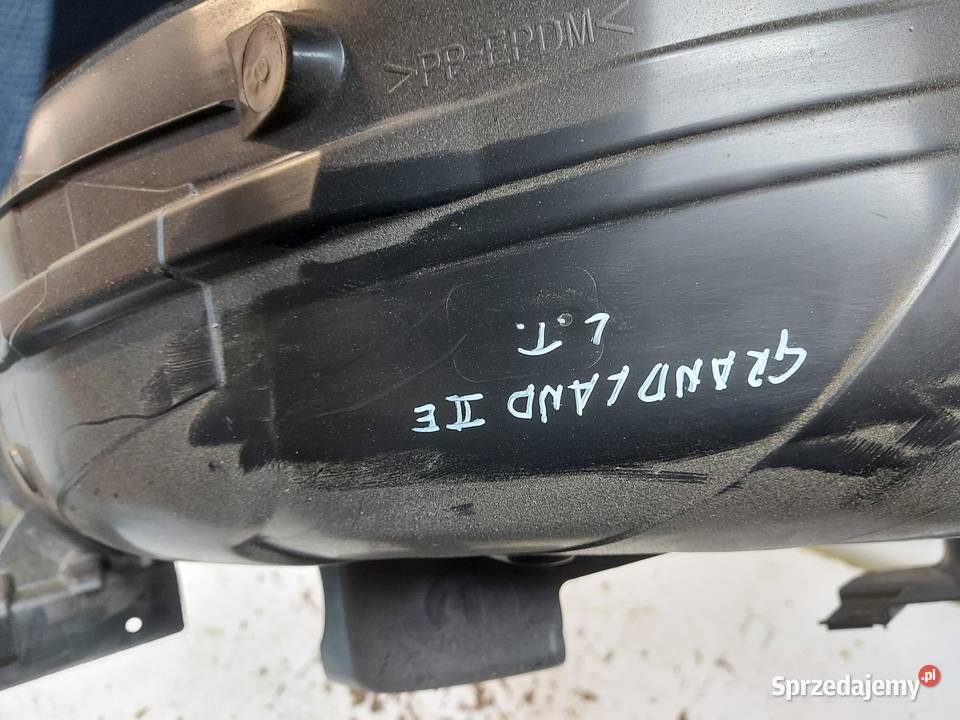 >PP-EPDM<
GRANDLAND II E
L.T.
Sprzedajemy.pl